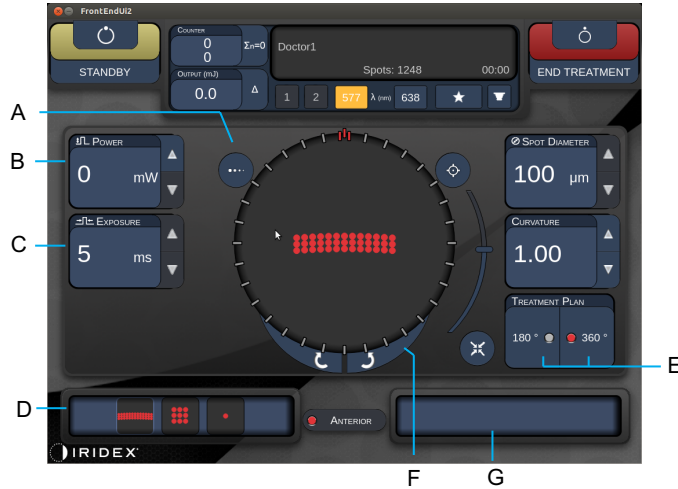 FrontEndUi2
STANDBY
COUNTER
0
0
Σn=0
OUTPUT (mJ)
0.0
Δ
Doctor1
Spots: 1248
00:00
1
2
577
λ (nm)
638
END TREATMENT
A
B
POWER
0
mW
C
EXPOSURE
5
ms
SPOT DIAMETER
100
µm
CURVATURE
1.00
TREATMENT PLAN
180 °
360 °
E
D
ANTERIOR
IRIDEX
F
G